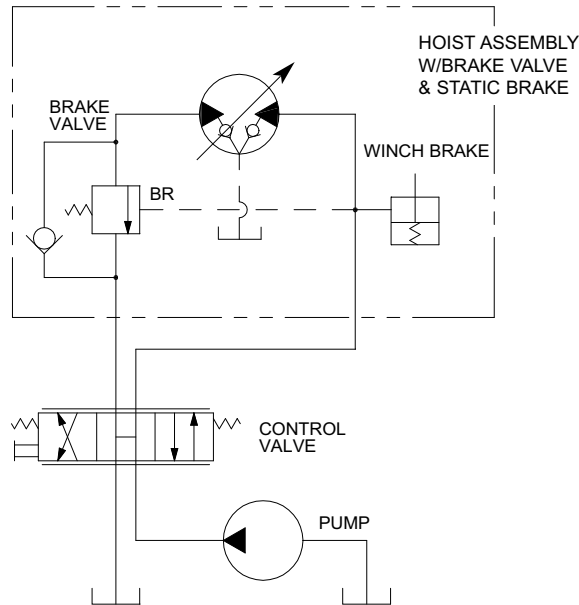 HOIST ASSEMBLY
W/BRAKE VALVE
& STATIC BRAKE
BRAKE
VALVE
WINCH BRAKE
BR
CONTROL
VALVE
PUMP